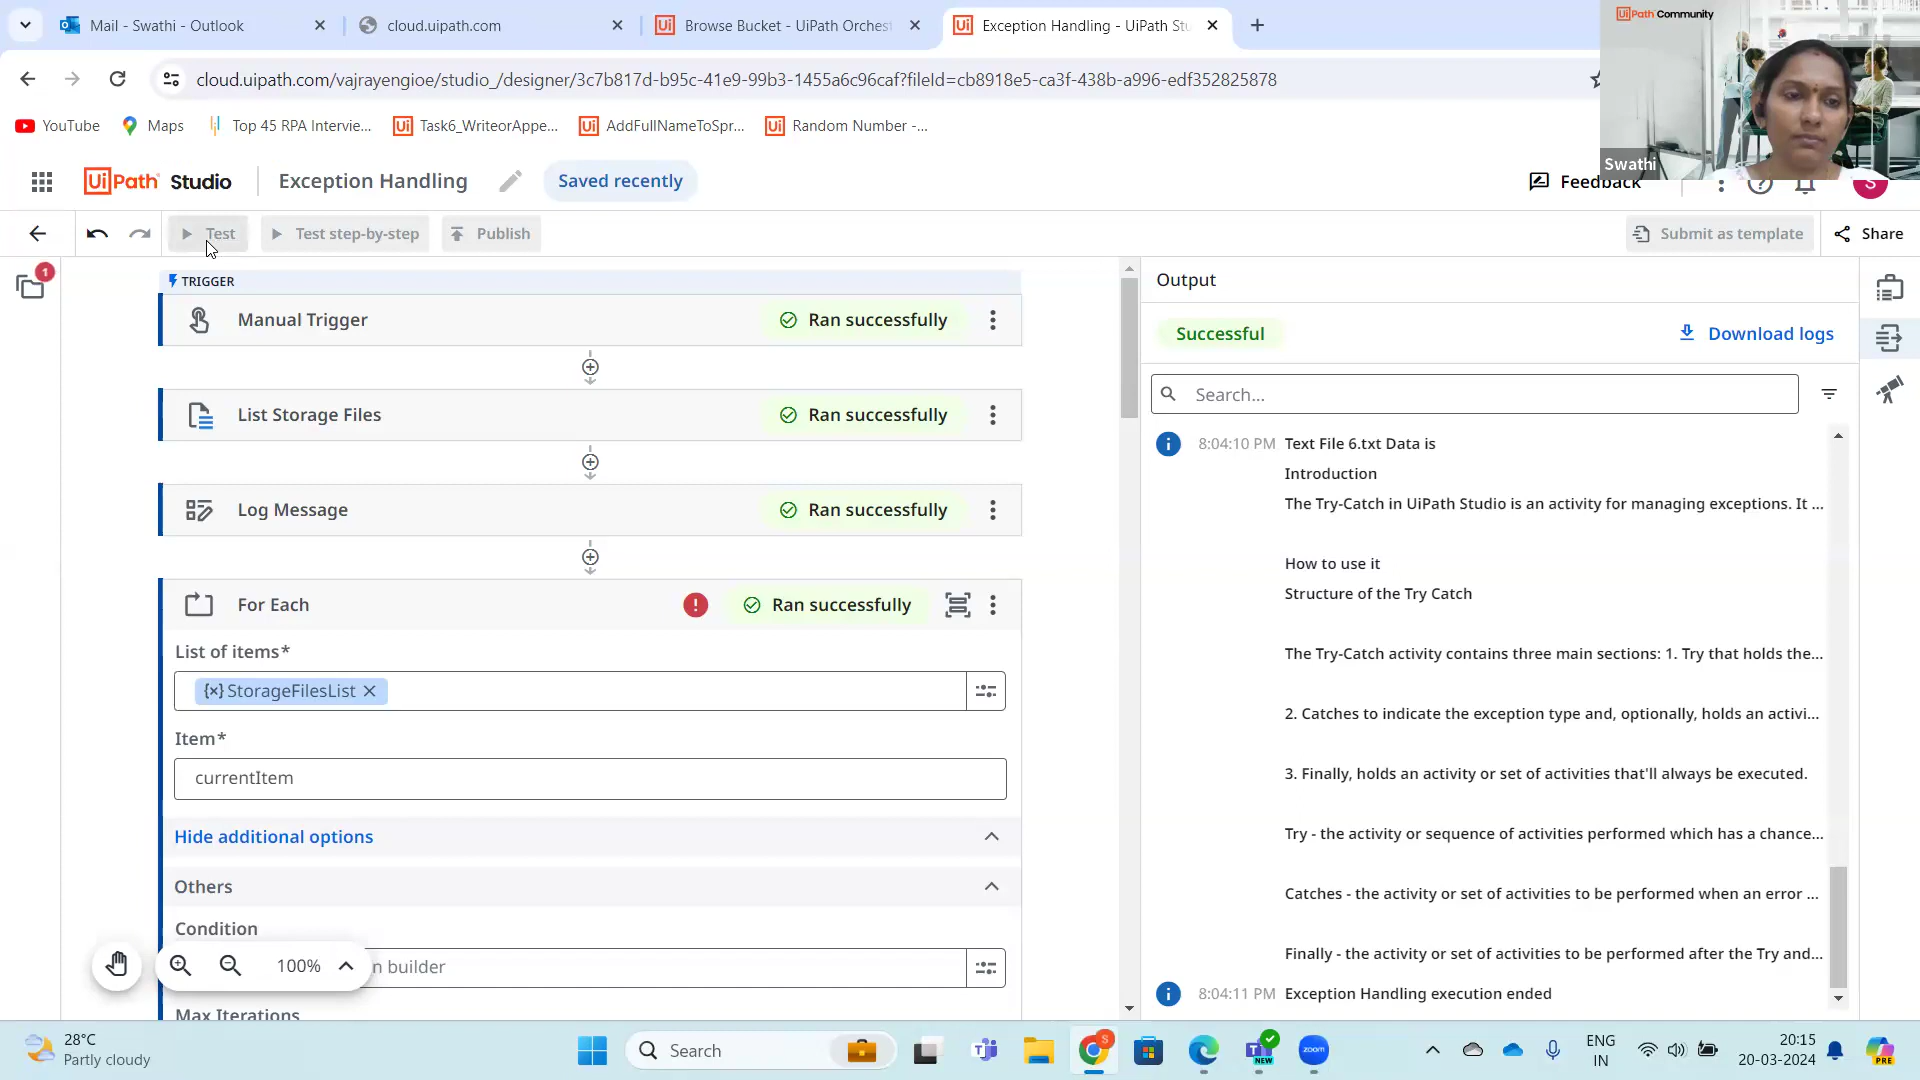 Mail - Swathi - Outlook
cloud.uipath.com
Browse Bucket - UiPath Orchest
Exception Handling - UiPath Stu
UiPath Community
cloud.uipath.com/vajrayengioe/studio_/designer/3c7b817d-b95c-41e9-99b3-1455a6c96caf?fileId=cb8918e5-ca3f-438b-a996-edf352825878
YouTube
Maps
Top 45 RPA Intervie...
Task6_WriteorAppe...
AddFullNameToSpr...
Random Number -...
Swathi
UiPath Studio
Exception Handling
Saved recently
Feedback
S
Test
Test step-by-step
Publish
Submit as template
Share
1
TRIGGER
Manual Trigger
Ran successfully
List Storage Files
Ran successfully
Log Message
Ran successfully
For Each
Ran successfully
List of items*
{x} StorageFilesList
Item*
currentItem
Hide additional options
Others
Condition
n builder
100%
Max Iterations
Output
Successful
Download logs
Search...
8:04:10 PM Text File 6.txt Data is
Introduction
The Try-Catch in UiPath Studio is an activity for managing exceptions. It ...
How to use it
Structure of the Try Catch
The Try-Catch activity contains three main sections: 1. Try that holds the...
2. Catches to indicate the exception type and, optionally, holds an activi...
3. Finally, holds an activity or set of activities that'll always be executed.
Try - the activity or sequence of activities performed which has a chance...
Catches - the activity or set of activities to be performed when an error ...
Finally - the activity or set of activities to be performed after the Try and...
8:04:11 PM Exception Handling execution ended
28°C
Partly cloudy
Search
S
NEW
zoom
ENG
IN
20:15
20-03-2024
PRE